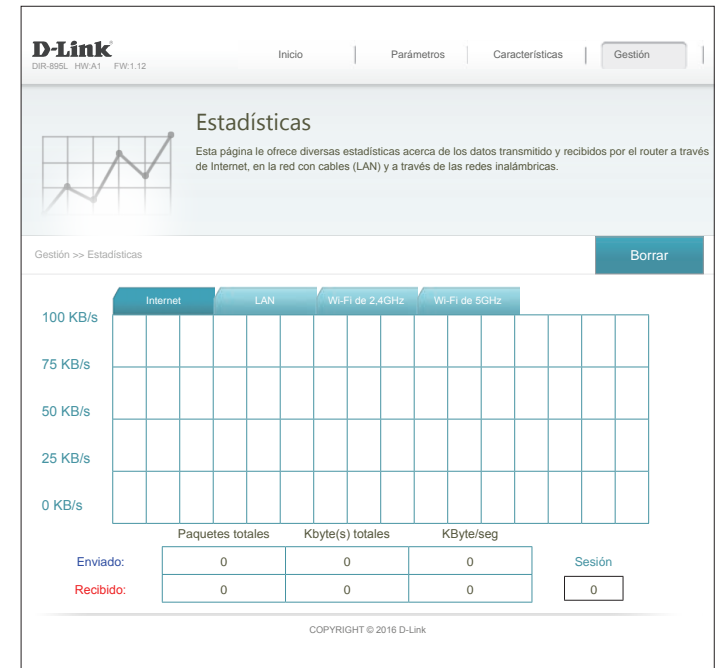 D-Link
DIR-895L HW:A1 FW:1.12
Inicio
Parámetros
Características
Gestión
Estadísticas
Esta página le ofrece diversas estadísticas acerca de los datos transmitido y recibidos por el router a través
de Internet, en la red con cables (LAN) y a través de las redes inalámbricas.
Gestión >> Estadísticas
Borrar
Internet
LAN
Wi-Fi de 2,4GHz
Wi-Fi de 5GHz
100 KB/s
75 KB/s
50 KB/s
25 KB/s
0 KB/s
Paquetes totales Kbyte(s) totales KByte/seg
Enviado: 0 0 0 Sesión
Recibido: 0 0 0 0
COPYRIGHT © 2016 D-Link